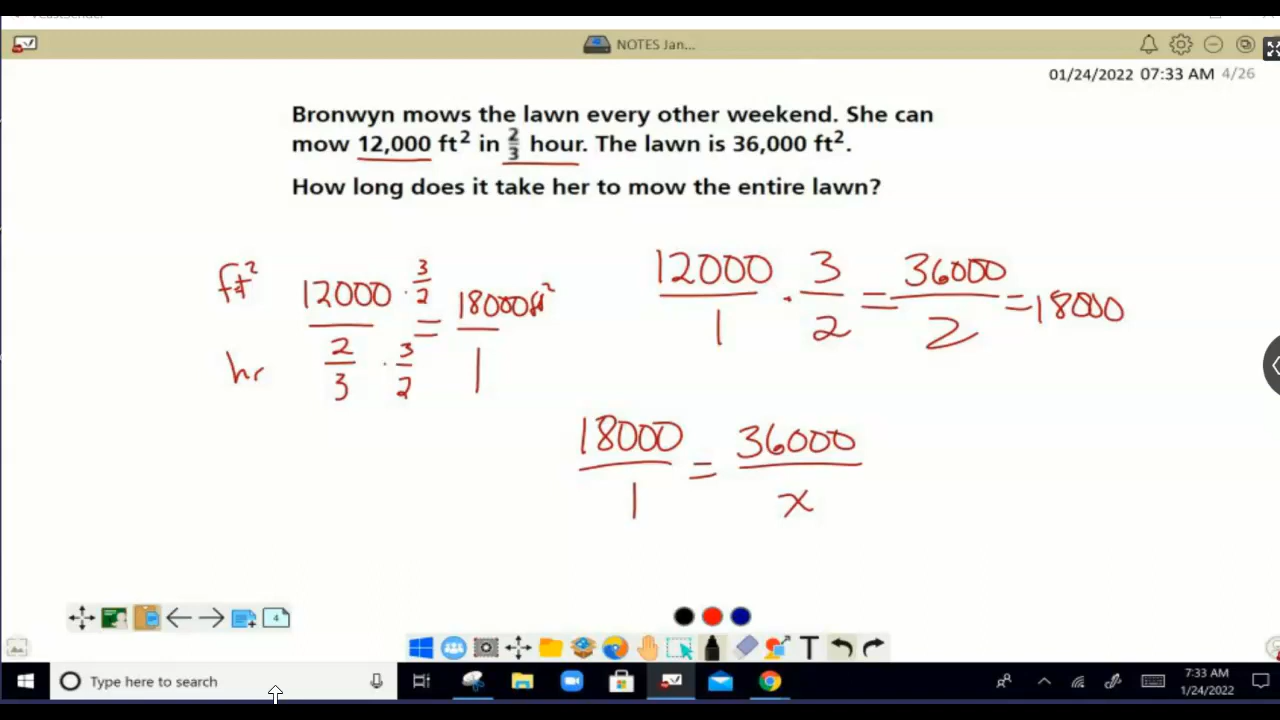 NOTES Jan...
01/24/2022 07:33 AM 4/26
Bronwyn mows the lawn every other weekend. She can
mow 12,000 ft² in 2/3 hour. The lawn is 36,000 ft².
How long does it take her to mow the entire lawn?
ft² 12000 · 3/2 = 18000 ft²
hr 2/3 · 3/2 1
12000/1 · 3/2 = 36000/2 = 18000
18000/1 = 36000/x
4
T
Type here to search
7:33 AM
1/24/2022